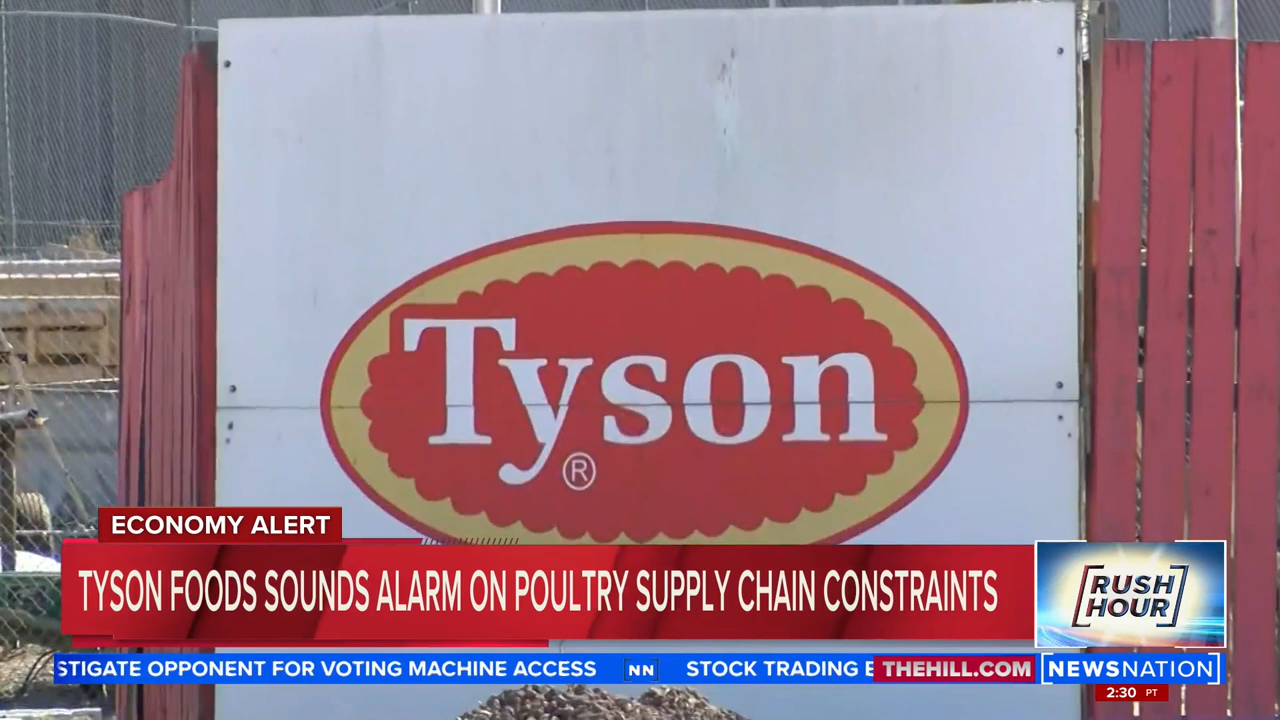 Tyson
®
ECONOMY ALERT
TYSON FOODS SOUNDS ALARM ON POULTRY SUPPLY CHAIN CONSTRAINTS
[RUSH
HOUR]
STIGATE OPPONENT FOR VOTING MACHINE ACCESS NN STOCK TRADING E THEHILL.COM NEWSNATION
2:30 PT